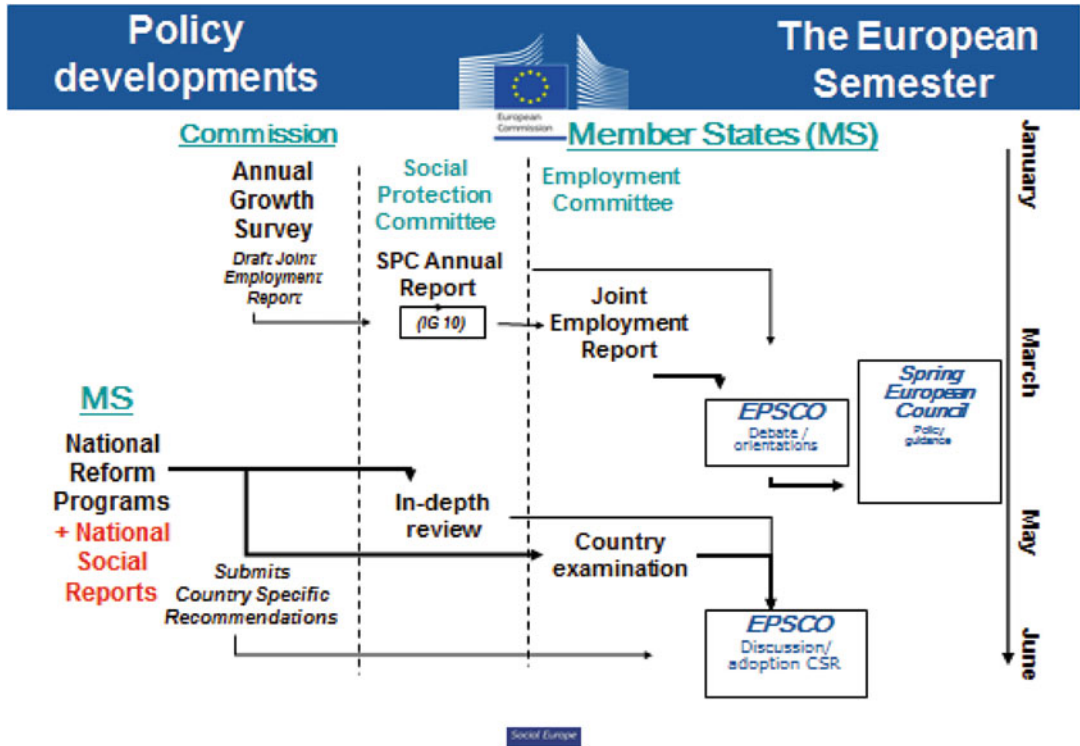 Policy
developments
The European
Semester
European
Commission
Commission
Member States (MS)
Annual
Growth
Survey
Draft Joint
Employment
Report
Social
Protection
Committee
Employment
Committee
SPC Annual
Report
(IG 10)
Joint
Employment
Report
January
March
May
June
MS
National
Reform
Programs
+ National
Social
Reports
In-depth
review
Country
examination
EPSCO
Debate /
orientations
Spring
European
Council
Policy
guidance
Submits
Country Specific
Recommendations
EPSCO
Discussion/
adoption CSR
Social Europe